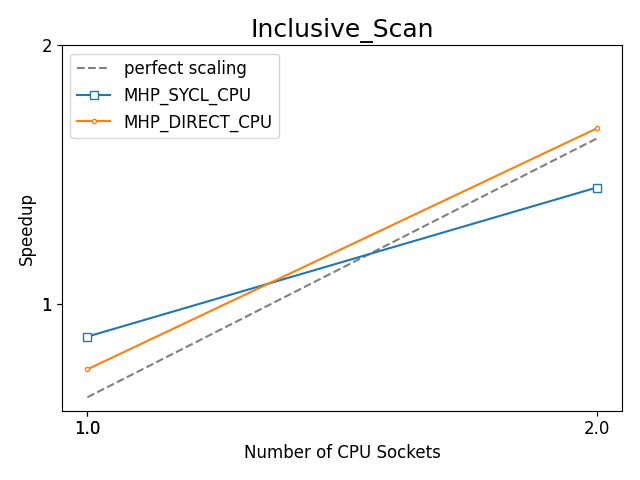 Inclusive_Scan
2
perfect scaling
MHP_SYCL_CPU
MHP_DIRECT_CPU
Speedup
1
1.0 2.0
Number of CPU Sockets